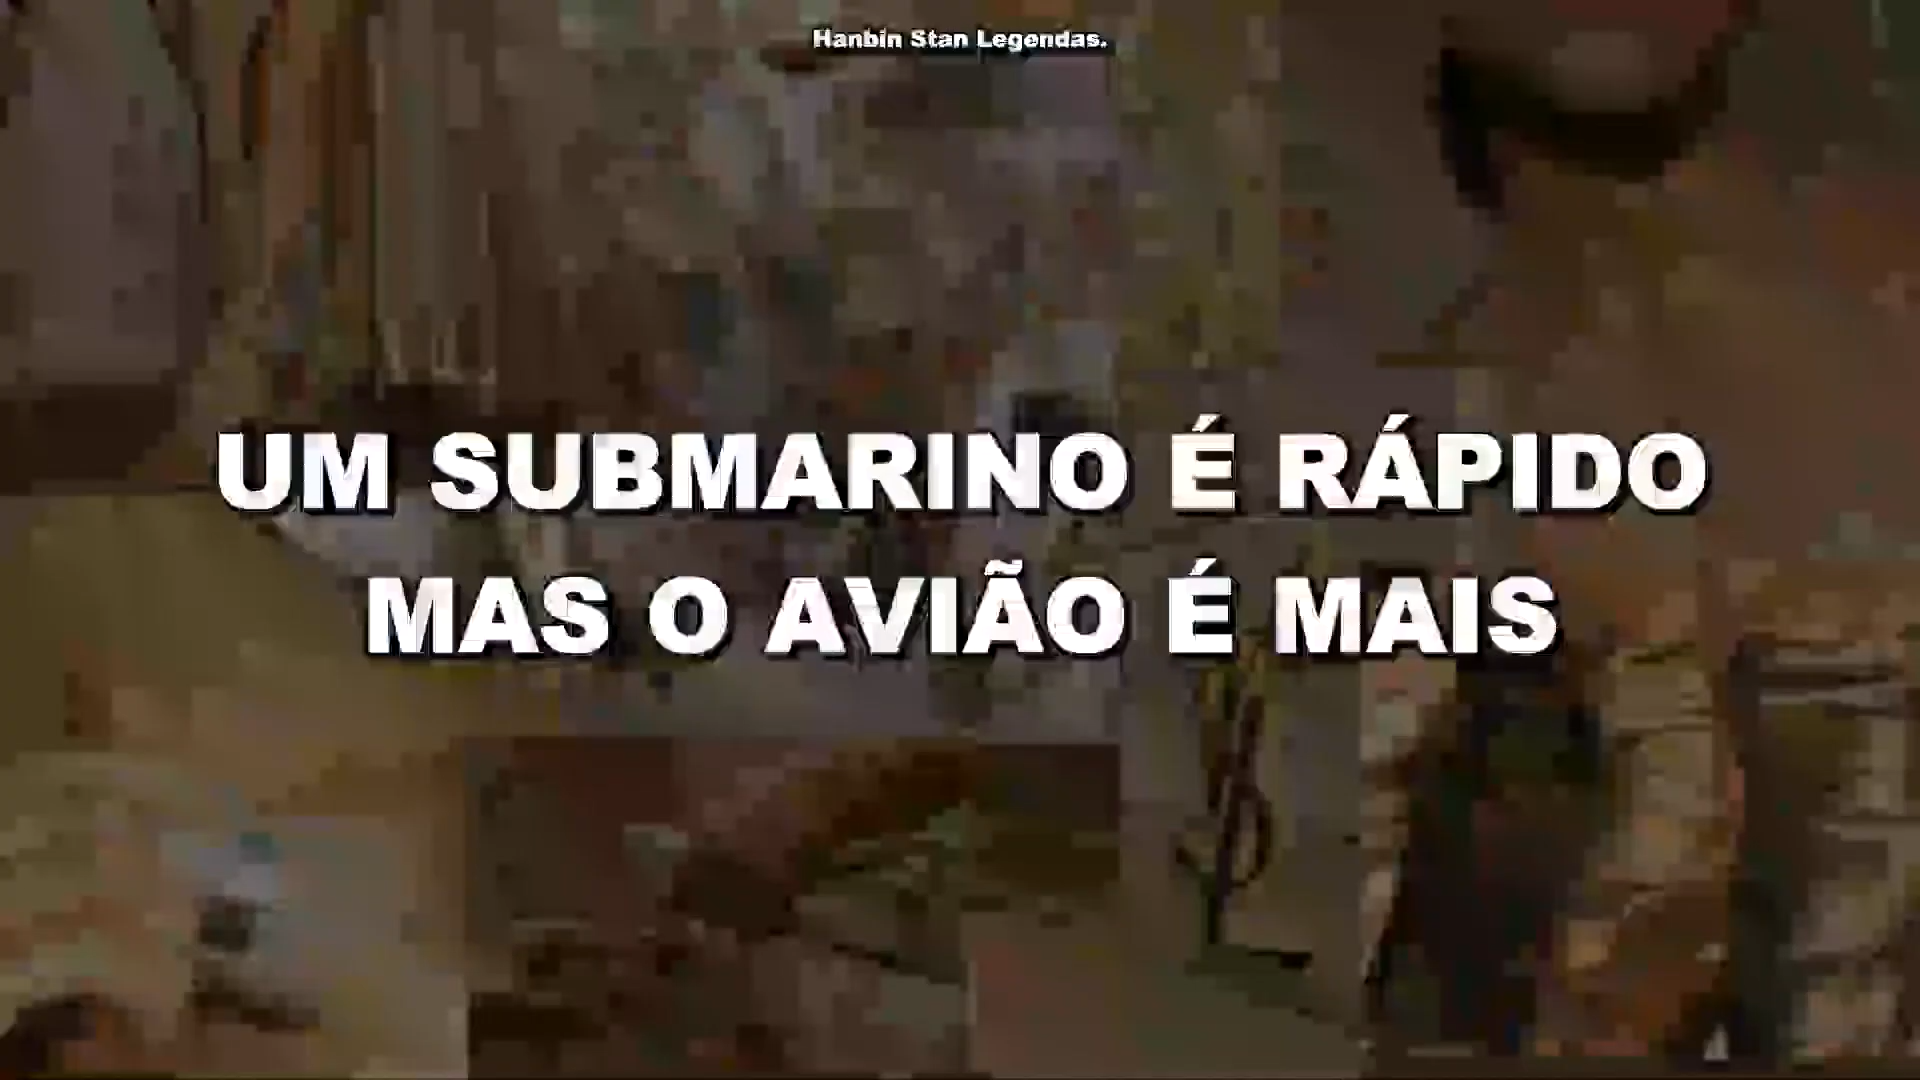 Hanbin Stan Legendas.
UM SUBMARINO É RÁPIDO
MAS O AVIÃO É MAIS